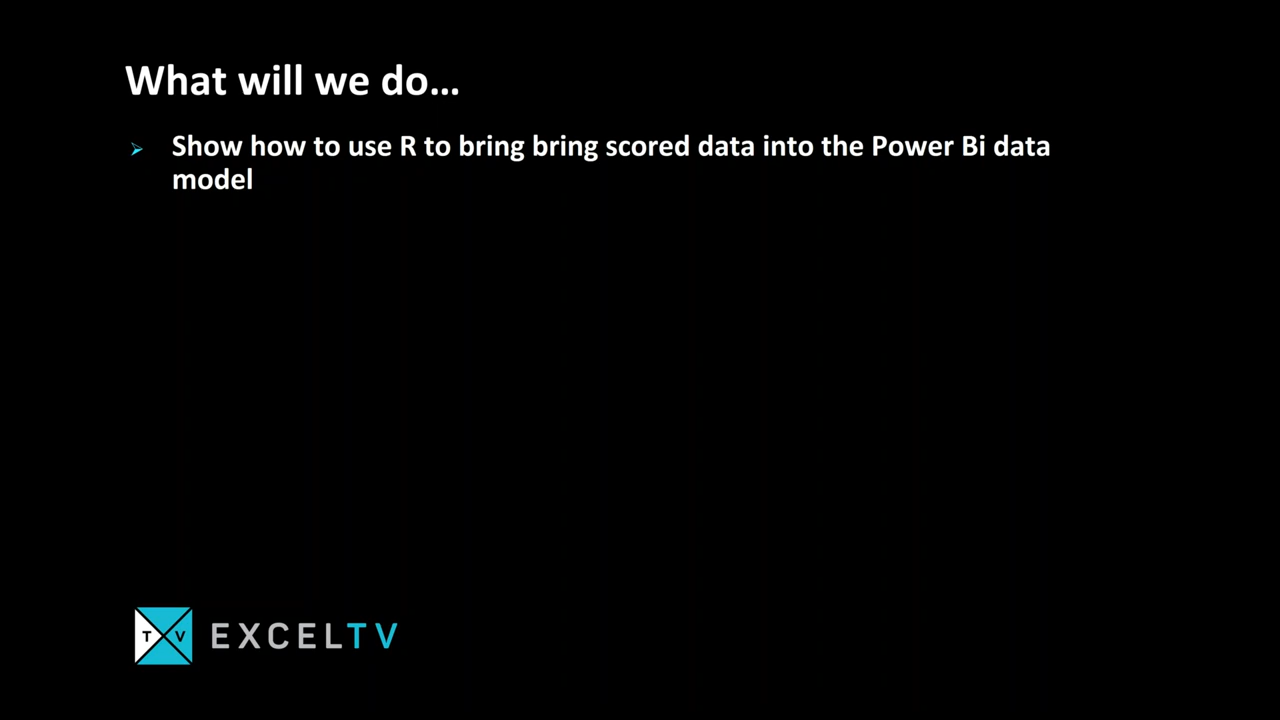 What will we do...
Show how to use R to bring bring scored data into the Power Bi data
model
T V EXCELTV